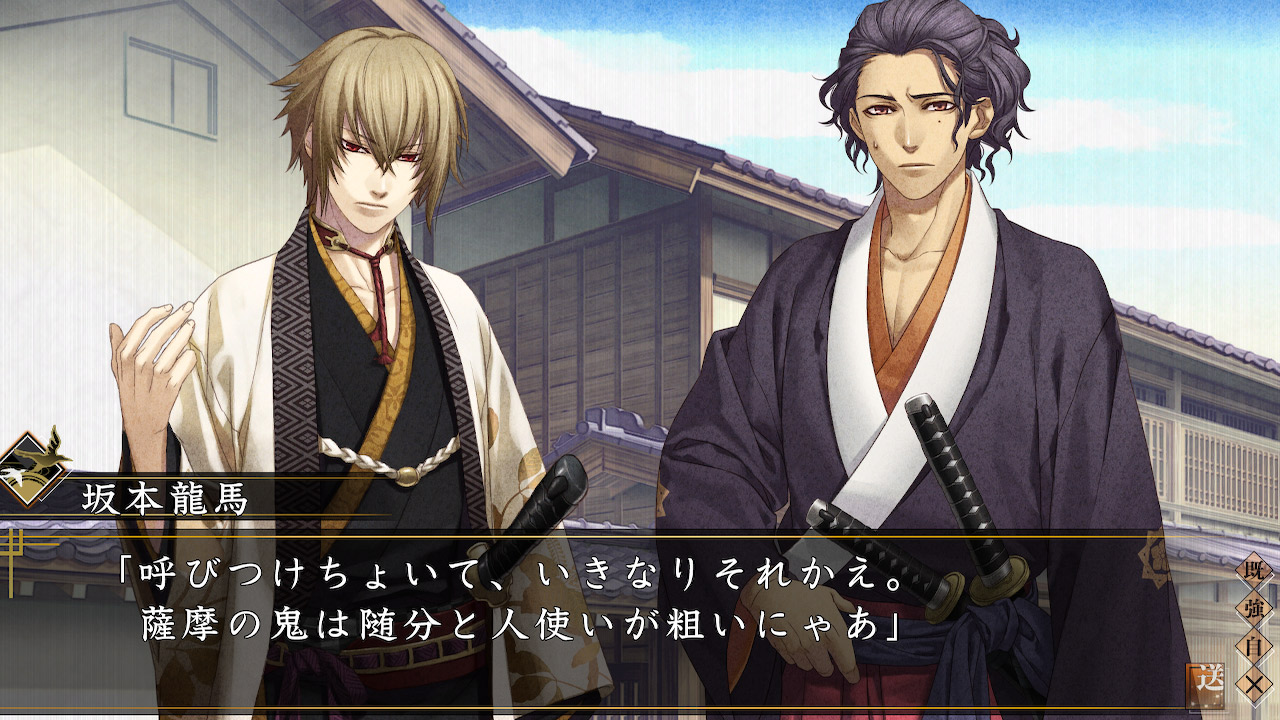 坂本龍馬
「呼びつけちょいて、いきなりそれかえ。
薩摩の鬼は随分と人使いが粗いにゃあ」
既
強
自
×
送